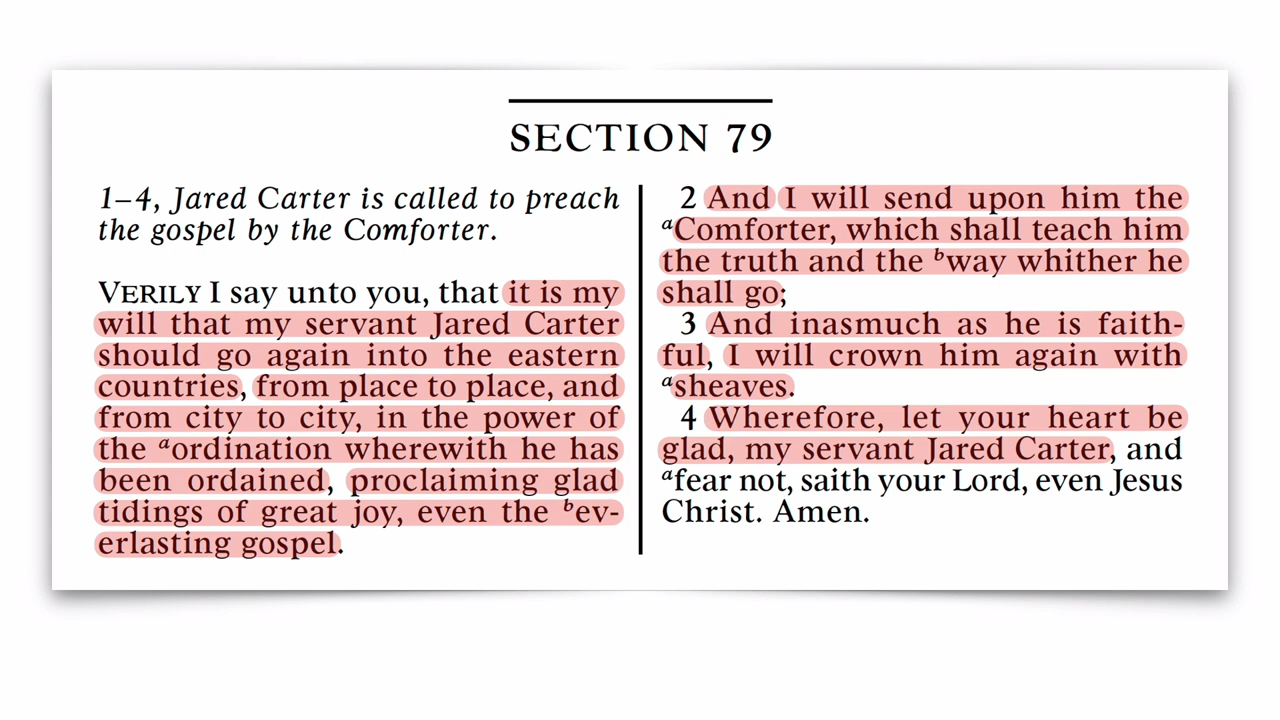 SECTION 79
1–4, Jared Carter is called to preach
the gospel by the Comforter.
VERILY I say unto you, that it is my
will that my servant Jared Carter
should go again into the eastern
countries, from place to place, and
from city to city, in the power of
the aordination wherewith he has
been ordained, proclaiming glad
tidings of great joy, even the bev-
erlasting gospel.
2 And I will send upon him the
aComforter, which shall teach him
the truth and the bway whither he
shall go;
3 And inasmuch as he is faith-
ful, I will crown him again with
asheaves.
4 Wherefore, let your heart be
glad, my servant Jared Carter, and
afear not, saith your Lord, even Jesus
Christ. Amen.